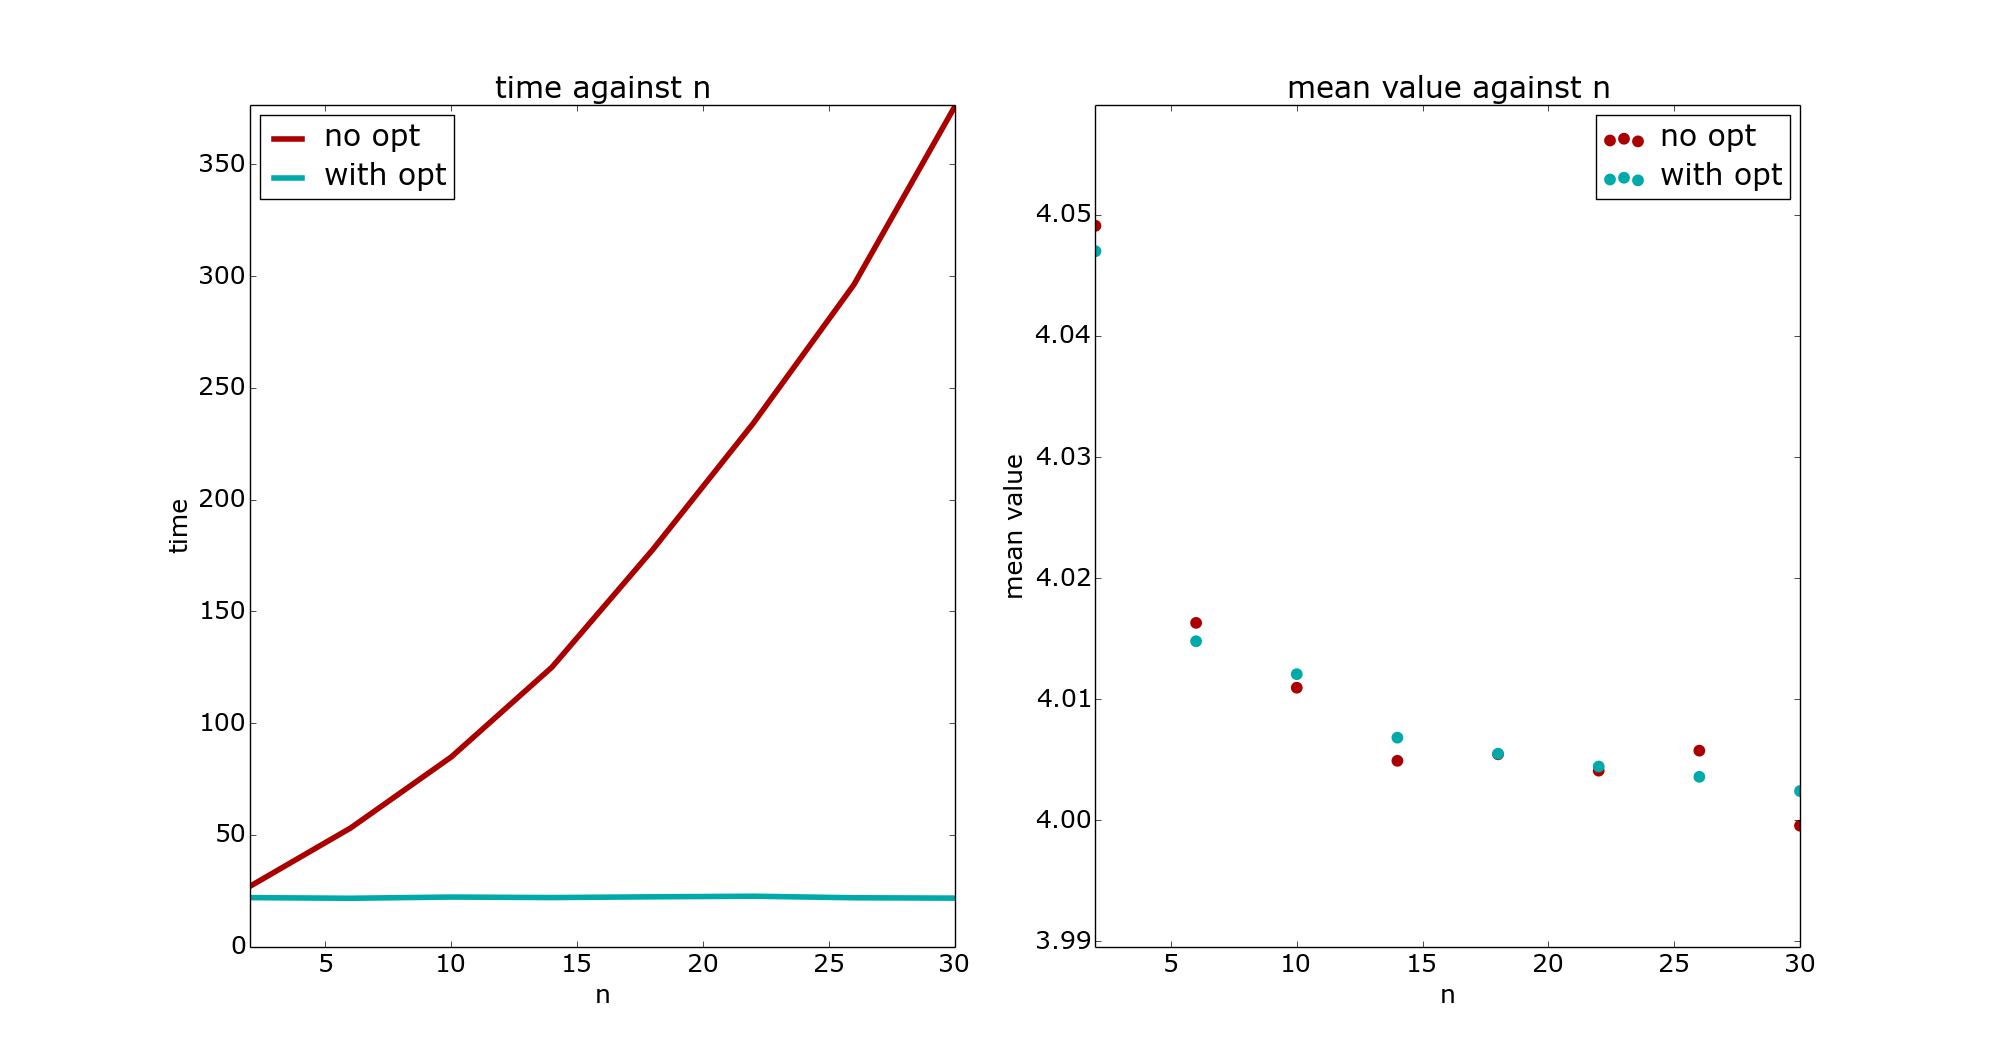 time against n
no opt
with opt
350
300
250
200
150
100
50
0
time
5 10 15 20 25 30
n
mean value against n
no opt
with opt
4.05
4.04
4.03
4.02
4.01
4.00
3.99
mean value
5 10 15 20 25 30
n